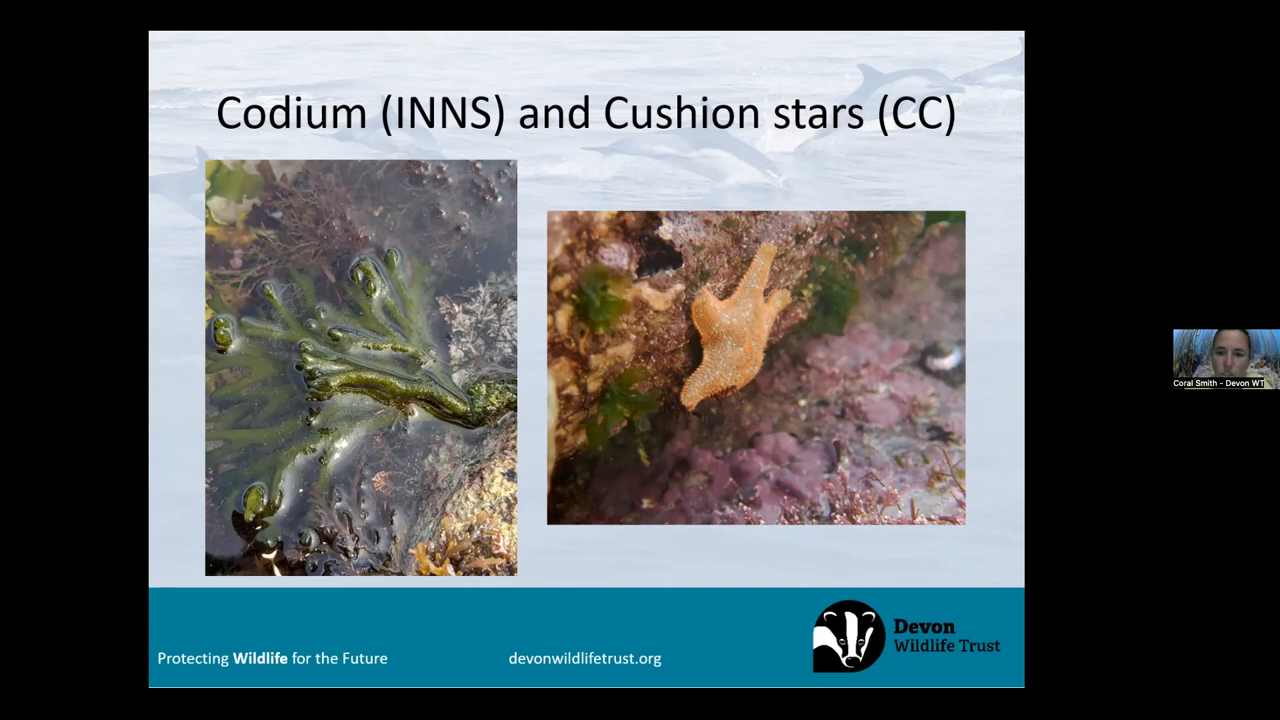 Codium (INNS) and Cushion stars (CC)
Coral Smith - Devon WT
Protecting Wildlife for the Future
devonwildlifetrust.org
Devon
Wildlife Trust